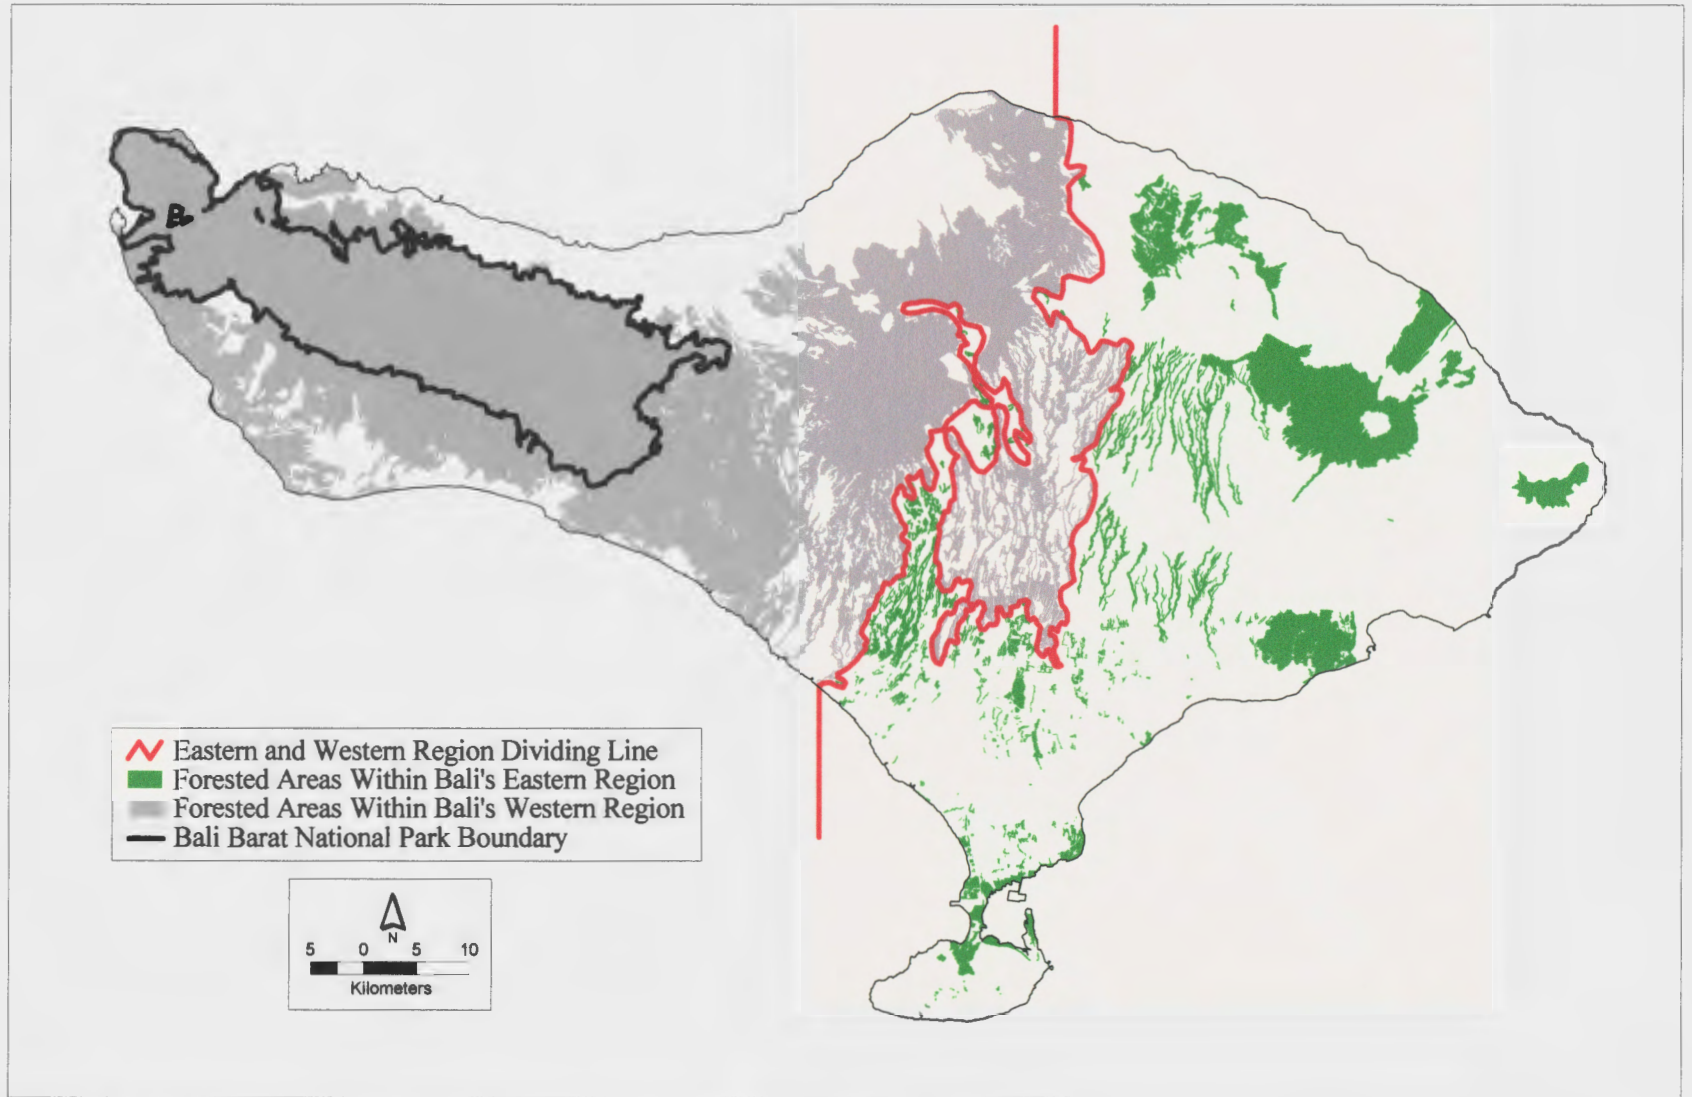 Eastern and Western Region Dividing Line
Forested Areas Within Bali's Eastern Region
Forested Areas Within Bali's Western Region
Bali Barat National Park Boundary
N
5 0 5 10
Kilometers